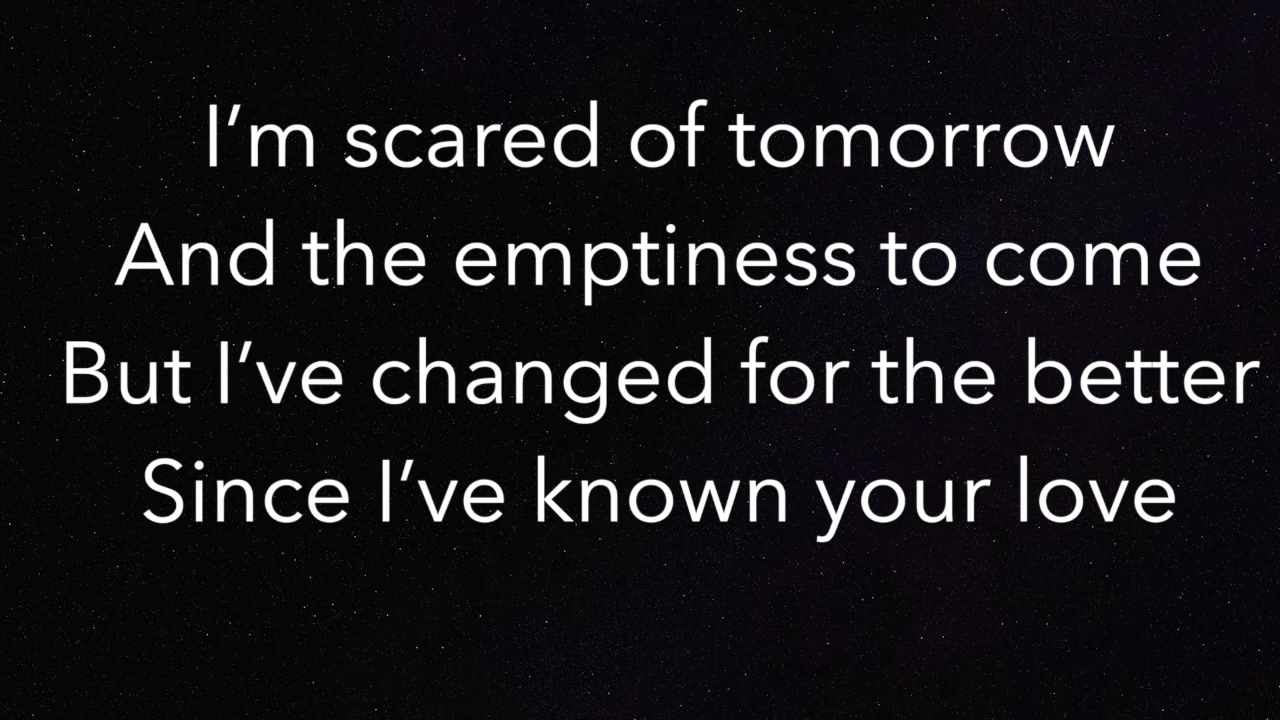 I’m scared of tomorrow
And the emptiness to come
But I’ve changed for the better
Since I’ve known your love